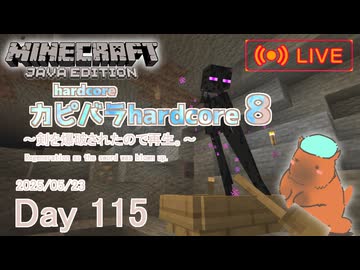 MINECRAFT
JAVA EDITION
LIVE
hardcore
カピバラhardcore 8
～剣を爆破されたので再生。～
Regeneration as the sword was blown up.
2025/05/23
Day 115